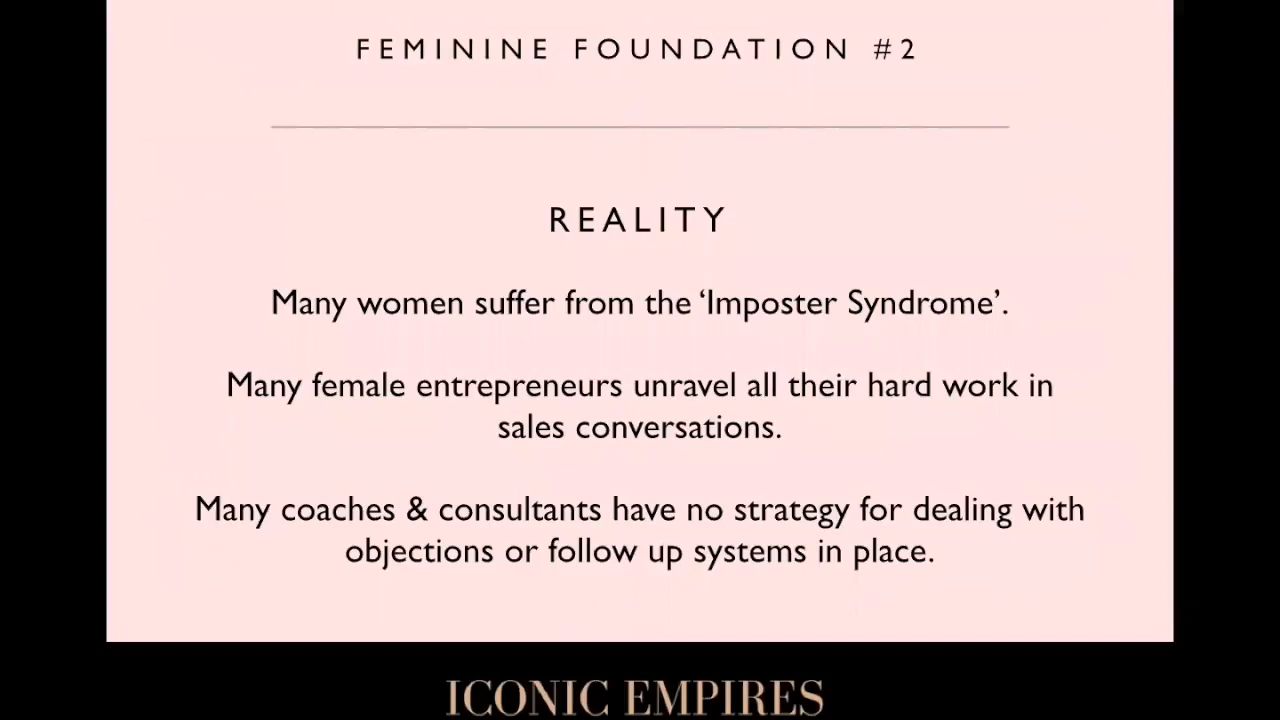 FEMININE FOUNDATION #2
REALITY
Many women suffer from the ‘Imposter Syndrome’.
Many female entrepreneurs unravel all their hard work in
sales conversations.
Many coaches & consultants have no strategy for dealing with
objections or follow up systems in place.
ICONIC EMPIRES